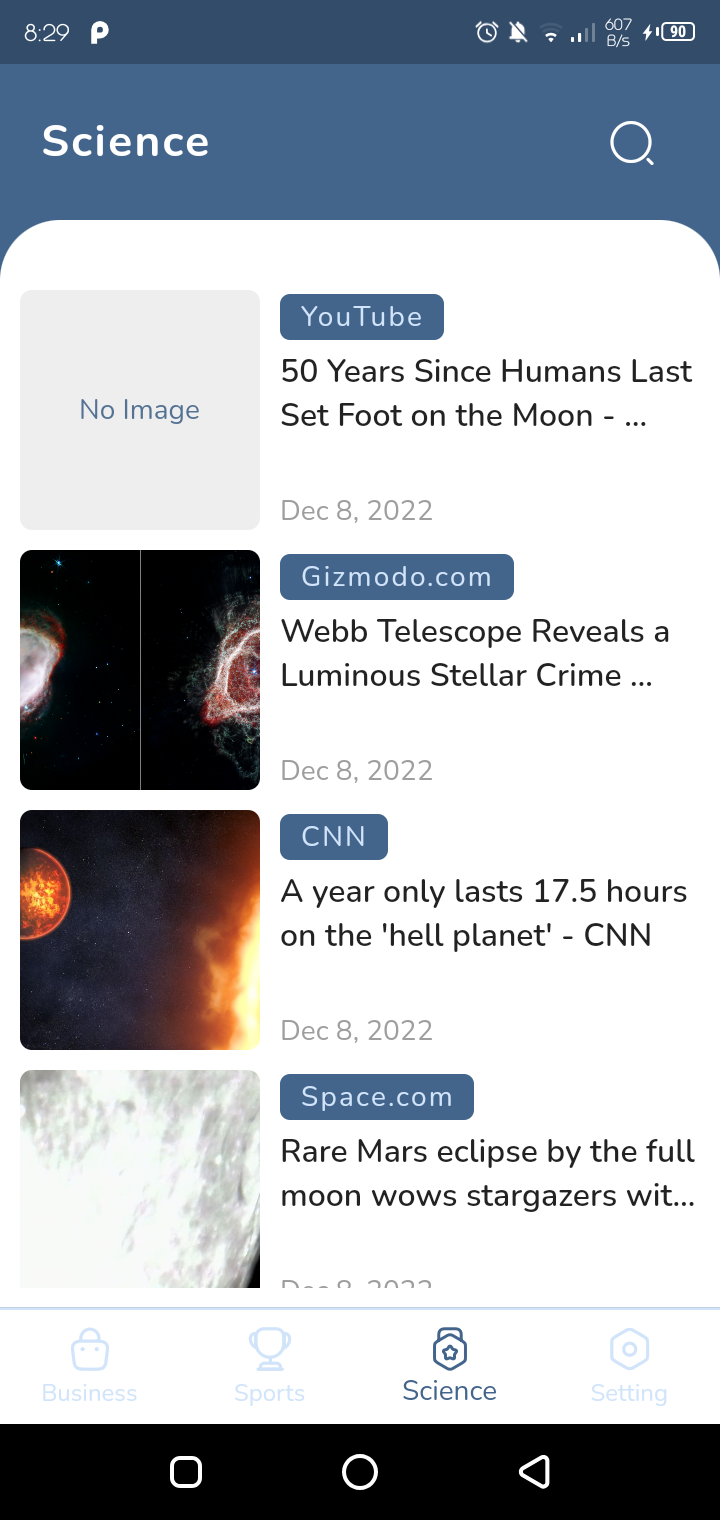 8:29
607
B/s
90
Science
YouTube
No Image
50 Years Since Humans Last
Set Foot on the Moon - ...
Dec 8, 2022
Gizmodo.com
Webb Telescope Reveals a
Luminous Stellar Crime ...
Dec 8, 2022
CNN
A year only lasts 17.5 hours
on the 'hell planet' - CNN
Dec 8, 2022
Space.com
Rare Mars eclipse by the full
moon wows stargazers wit...
Dec 8, 2022
Business
Sports
Science
Setting